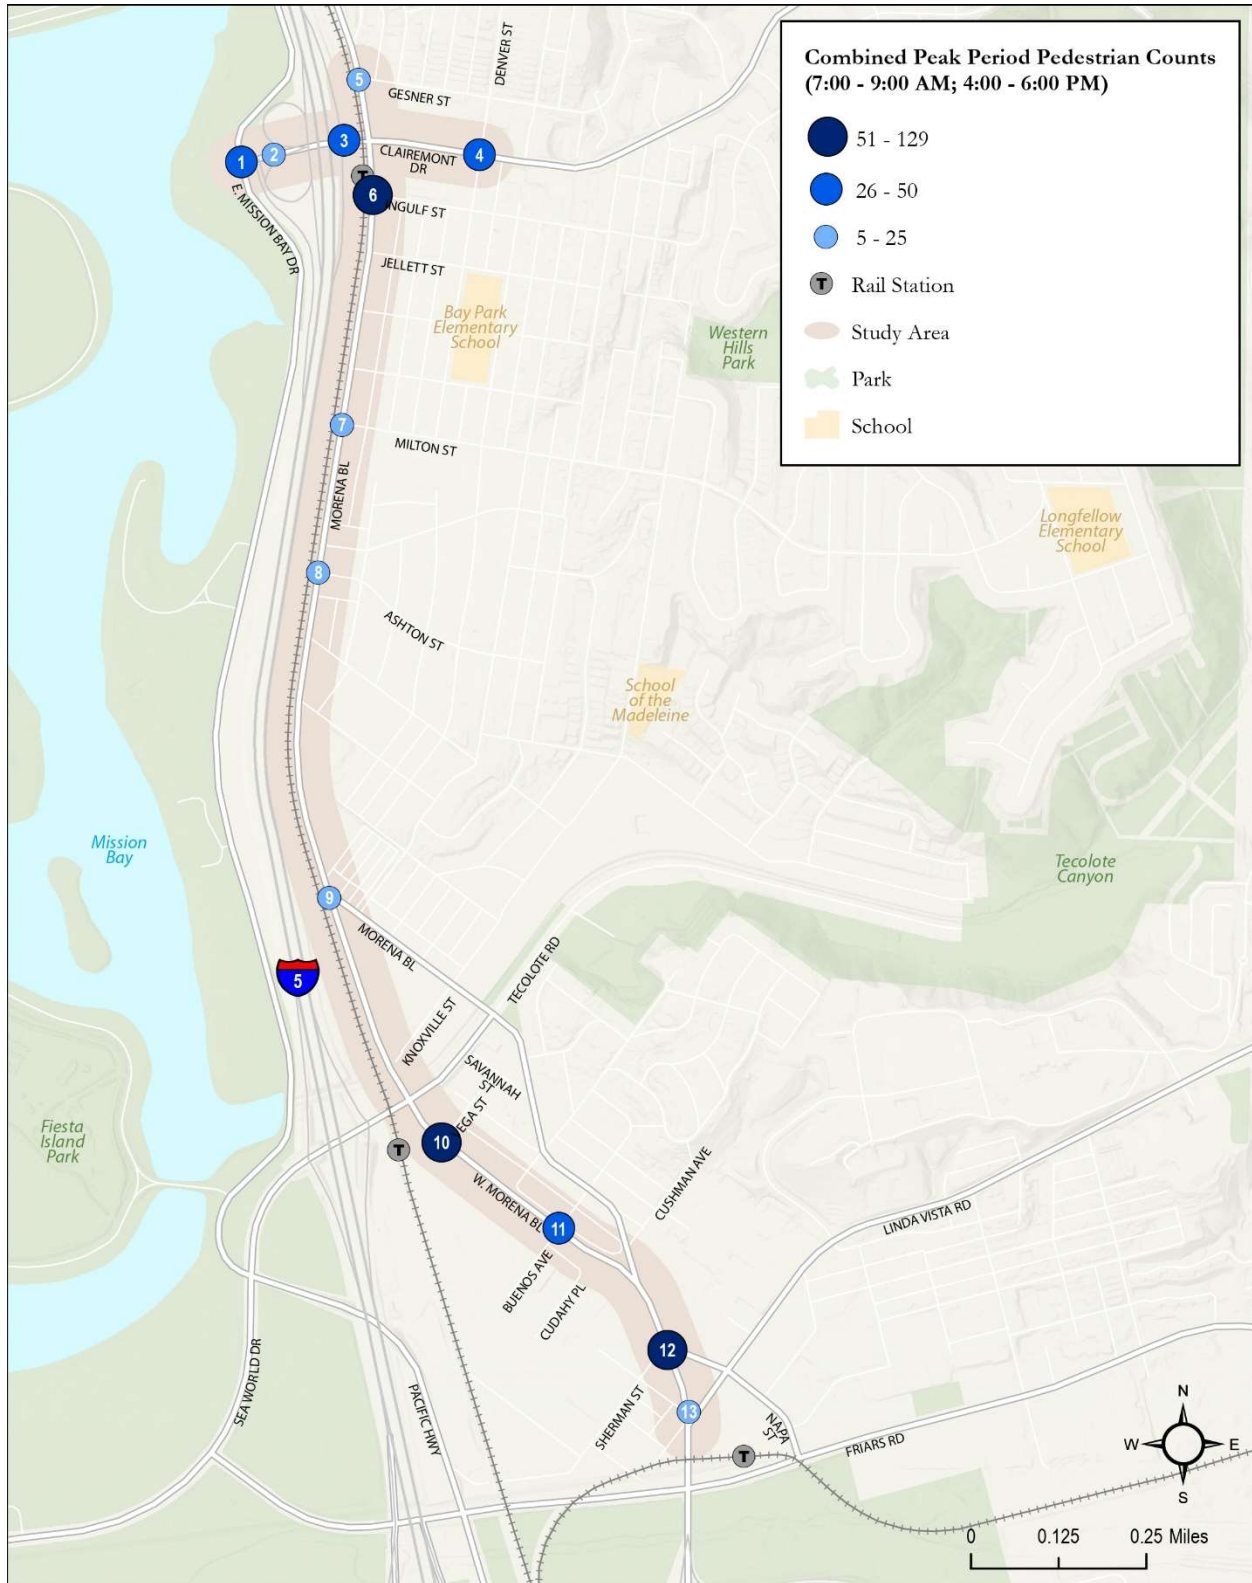 Combined Peak Period Pedestrian Counts
(7:00 - 9:00 AM; 4:00 - 6:00 PM)
51 - 129
26 - 50
5 - 25
T Rail Station
Study Area
Park
School
DENVER ST
5
GESNER ST
3
1
2
4
CLAIREMONT
DR
T
6
INGULF ST
E. MISSION BAY DR
JELLETT ST
Bay Park
Elementary
School
Western
Hills
Park
7
MILTON ST
MORENA BL
Longfellow
Elementary
School
8
ASHTON ST
School
of the
Madeleine
Mission
Bay
Tecolote
Canyon
9
MORENA BL
TECOLOTE RD
5
KNOXVILLE ST
SAVANNAH
ST
VEGA ST
Fiesta
Island
Park
10
T
W. MORENA BL
CUSHMAN AVE
11
LINDA VISTA RD
BUENOS AVE
CUDAHY PL
12
SEA WORLD DR
PACIFIC HWY
SHERMAN ST
13
NAPA
ST
T
FRIARS RD
N
W
E
S
0 0.125 0.25 Miles